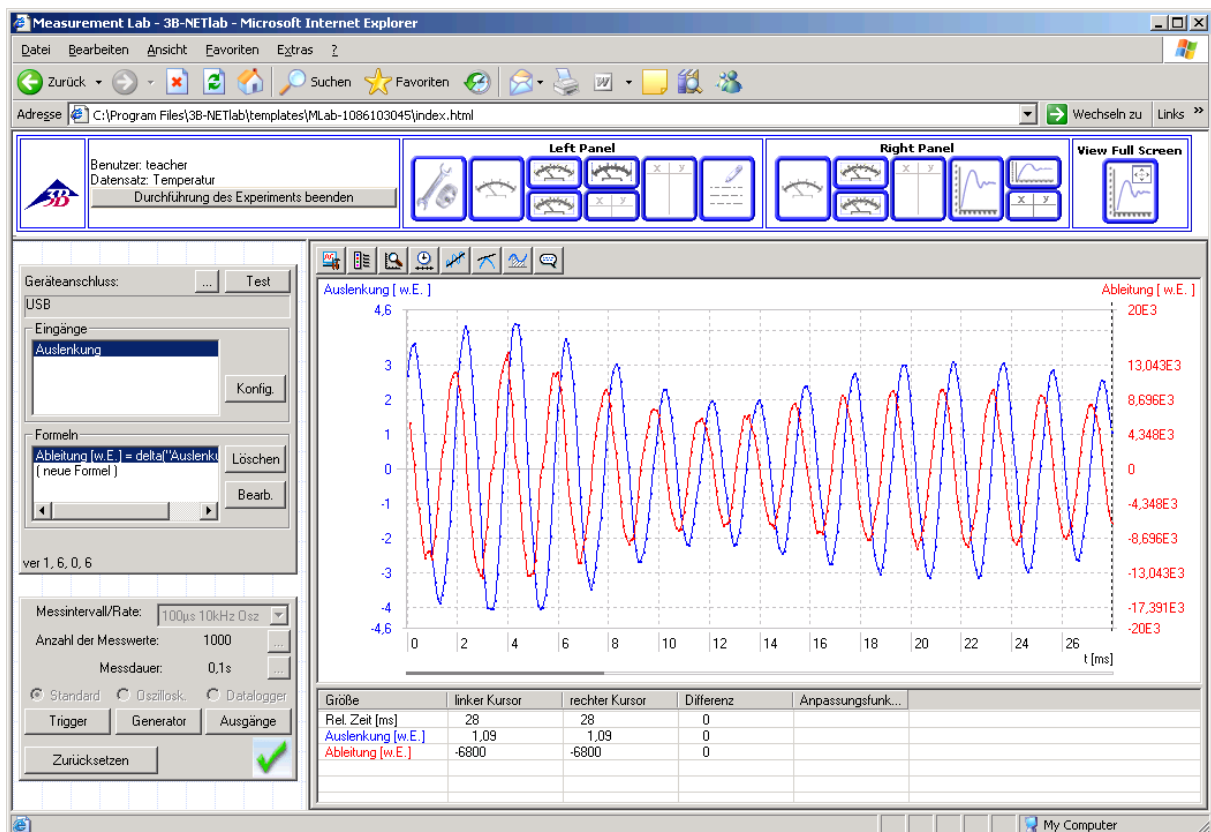 Measurement Lab - 3B-NETlab - Microsoft Internet Explorer
Datei Bearbeiten Ansicht Favoriten Extras ?
Zurück Suchen Favoriten
Adresse C:\Program Files\3B-NETlab\templates\MLab-1086103045\index.html Wechseln zu Links »
3B
Benutzer: teacher
Datensatz: Temperatur
Durchführung des Experiments beenden
Left Panel
x y
x y
Right Panel
x y
x y
View Full Screen
Geräteanschluss: ... Test
USB
Eingänge
Auslenkung
Konfig.
Formeln
Ableitung [w.E.] = delta("Auslenku
( neue Formel )
Löschen
Bearb.
ver 1, 6, 0, 6
Messintervall/Rate: 100µs 10kHz Osz
Anzahl der Messwerte: 1000 ...
Messdauer: 0,1s ...
Standard Oszillosk. Datalogger
Trigger Generator Ausgänge
Zurücksetzen
Auslenkung [ w.E. ] Ableitung [ w.E. ]
4,6 20E3
3 13,043E3
2 8,696E3
1 4,348E3
0 0
-1 -4,348E3
-2 -8,696E3
-3 -13,043E3
-4 -17,391E3
-4,6 -20E3
0 2 4 6 8 10 12 14 16 18 20 22 24 26
t [ms]
Größe linker Kursor rechter Kursor Differenz Anpassungsfunk...
Rel. Zeit [ms] 28 28 0
Auslenkung [w.E.] 1,09 1,09 0
Ableitung [w.E.] -6800 -6800 0
My Computer